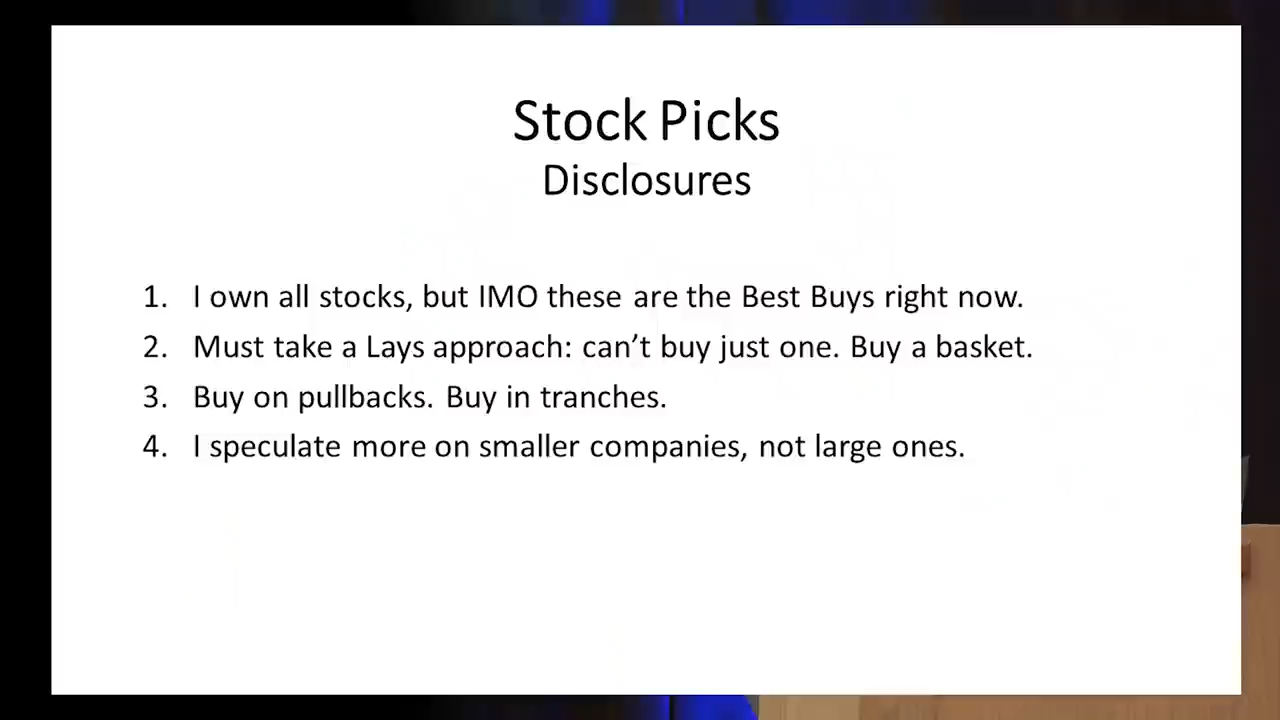 Stock Picks
Disclosures
1. I own all stocks, but IMO these are the Best Buys right now.
2. Must take a Lays approach: can’t buy just one. Buy a basket.
3. Buy on pullbacks. Buy in tranches.
4. I speculate more on smaller companies, not large ones.